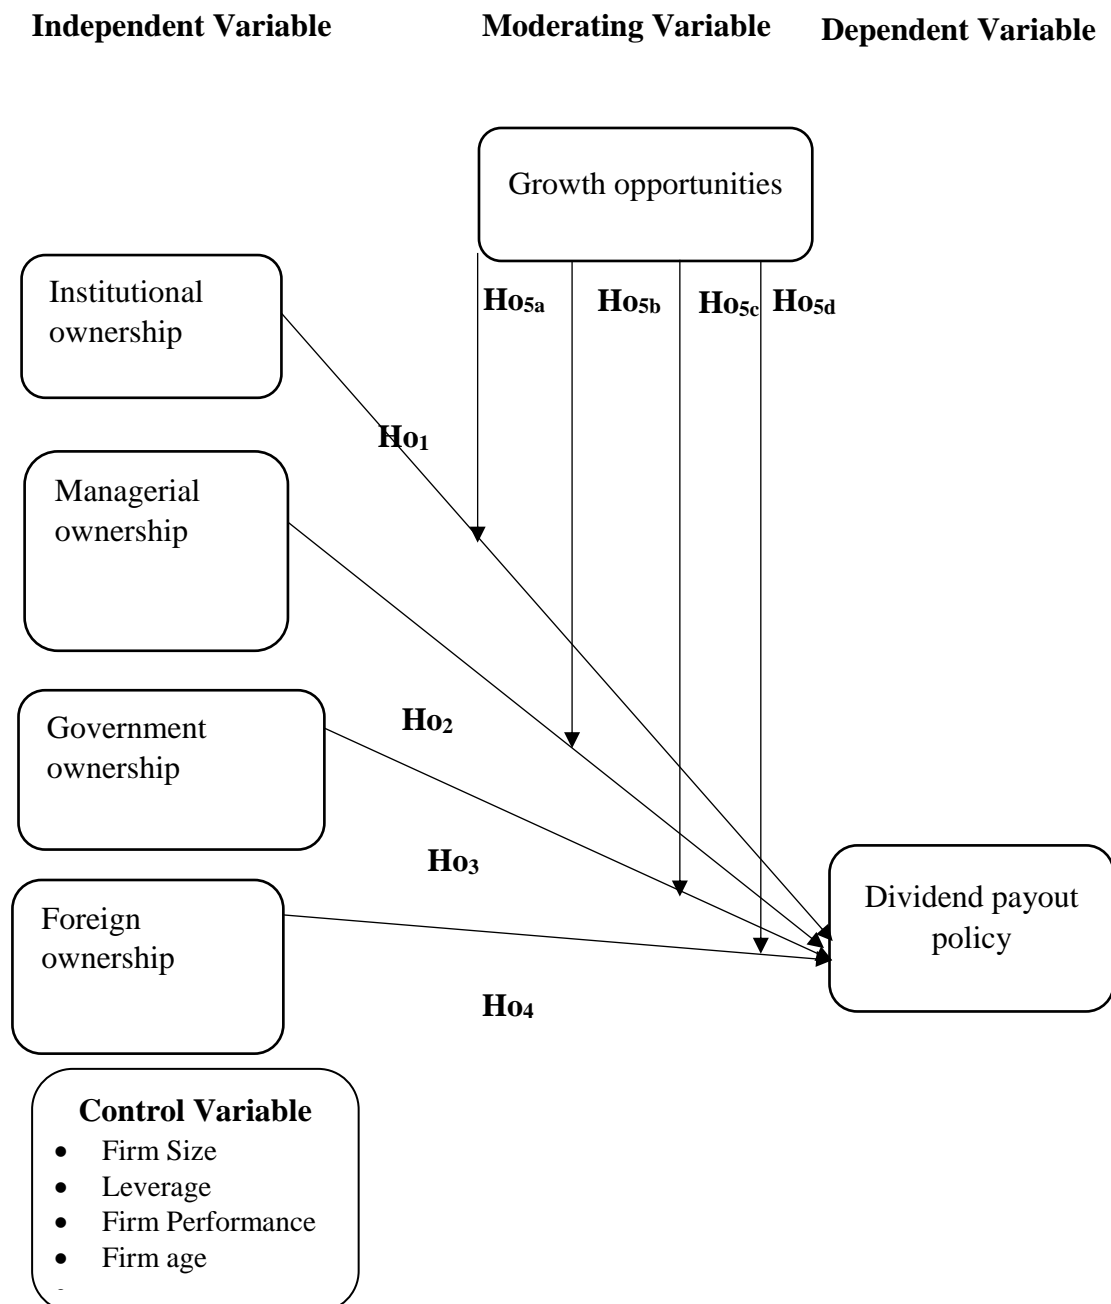 Independent Variable
Moderating Variable
Dependent Variable
Growth opportunities
Institutional
ownership
Ho5a
Ho5b
Ho5c
Ho5d
Ho1
Managerial
ownership
Ho2
Government
ownership
Ho3
Dividend payout
policy
Foreign
ownership
Ho4
Control Variable
• Firm Size
• Leverage
• Firm Performance
• Firm age